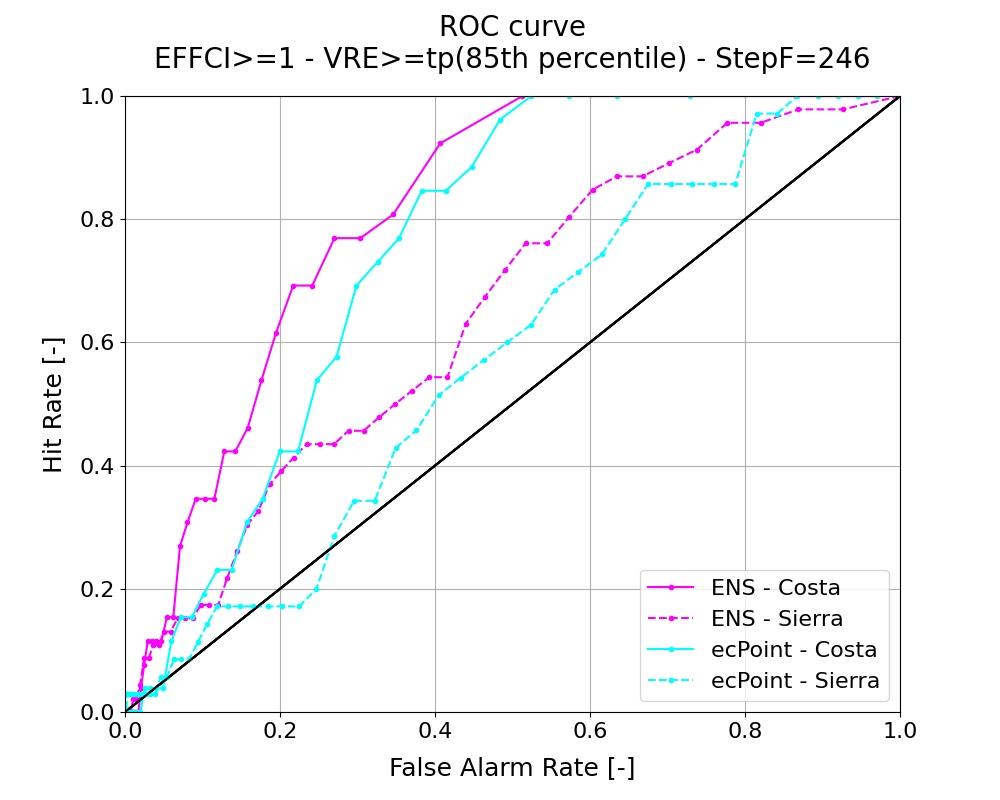 ROC curve
EFFCI>=1 - VRE>=tp(85th percentile) - StepF=246
1.0
0.8
0.6
0.4
0.2
0.0
Hit Rate [-]
0.0 0.2 0.4 0.6 0.8 1.0
False Alarm Rate [-]
ENS - Costa
ENS - Sierra
ecPoint - Costa
ecPoint - Sierra